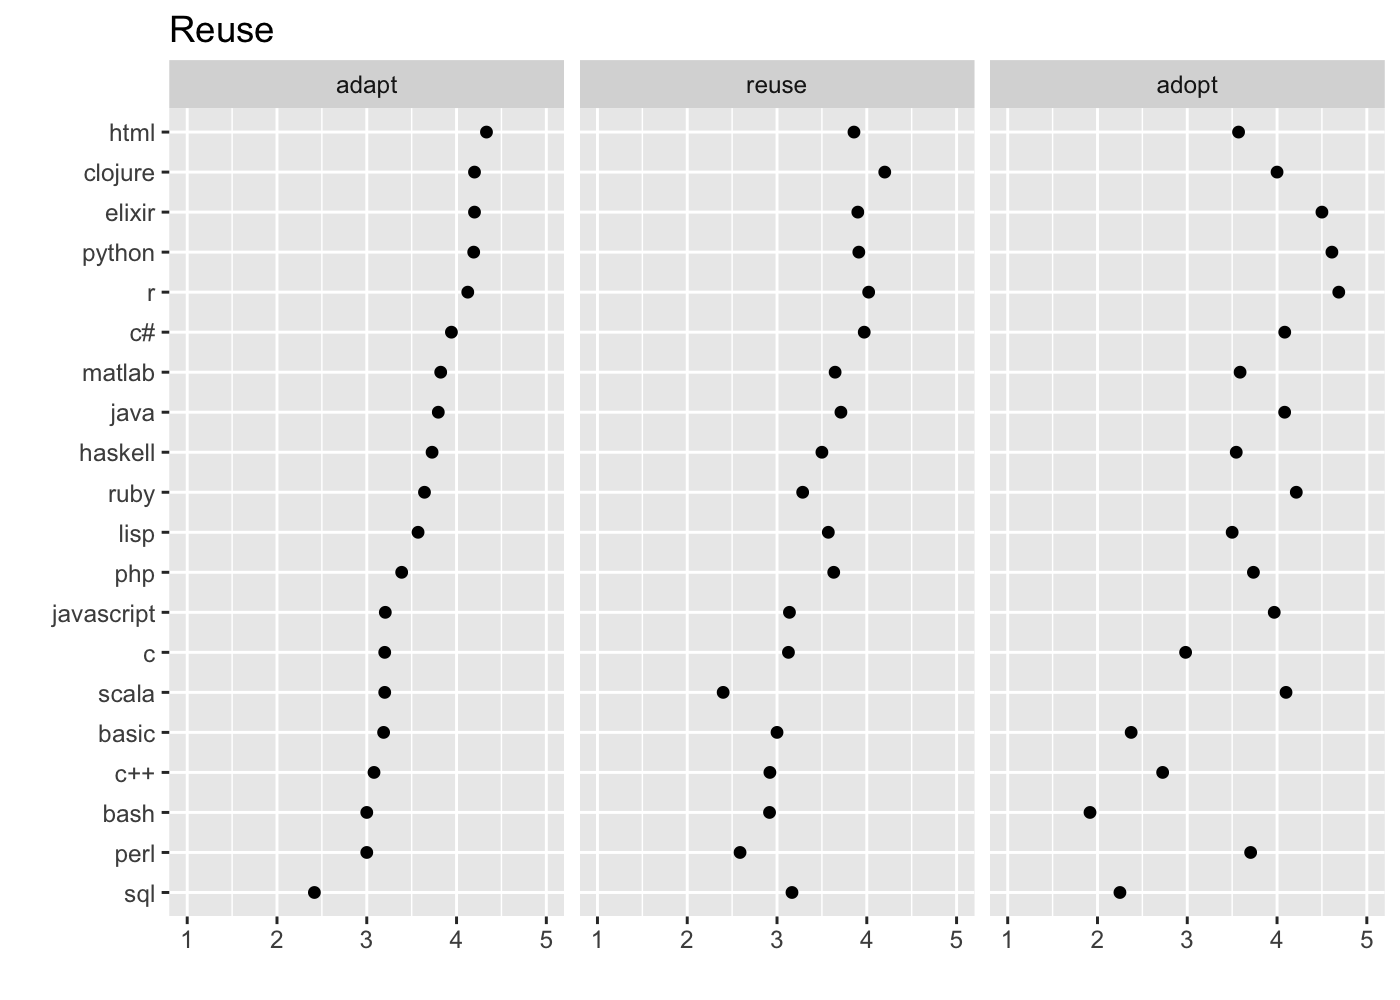 Reuse
adapt reuse adopt
html
clojure
elixir
python
r
c#
matlab
java
haskell
ruby
lisp
php
javascript
c
scala
basic
c++
bash
perl
sql
1 2 3 4 5 1 2 3 4 5 1 2 3 4 5